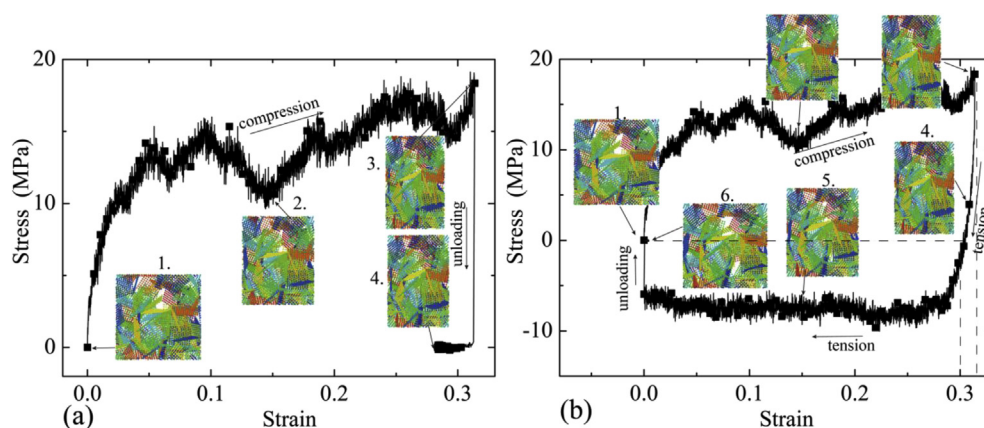 20
15
10
5
0
Stress (MPa)
compression
1.
2.
3.
4.
unloading
0.0
0.1
0.2
0.3
(a)
Strain
20
10
0
-10
Stress (MPa)
1.
compression
4.
5.
6.
tension
unloading
tension
0.0
0.1
0.2
0.3
(b)
Strain